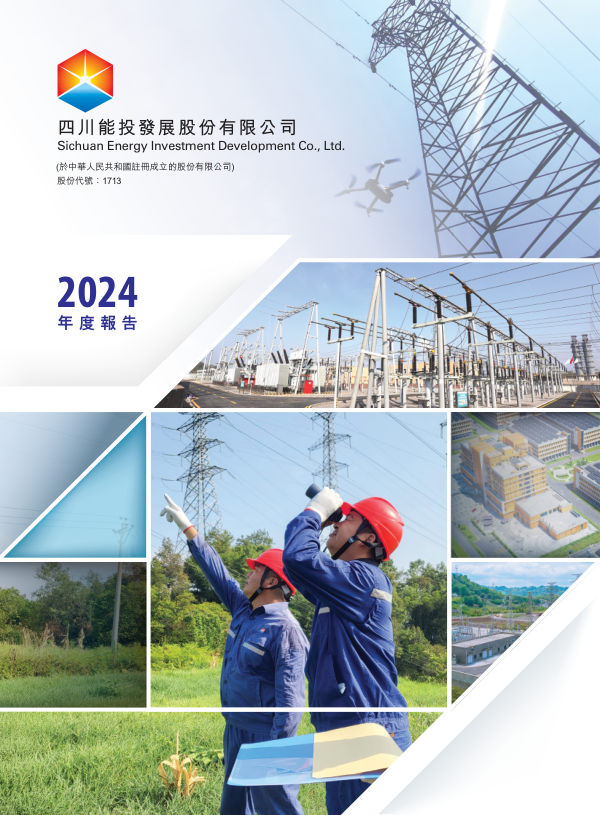 四川能投發展股份有限公司
Sichuan Energy Investment Development Co., Ltd.
(於中華人民共和國註冊成立的股份有限公司)
股份代號：1713
2024
年度報告